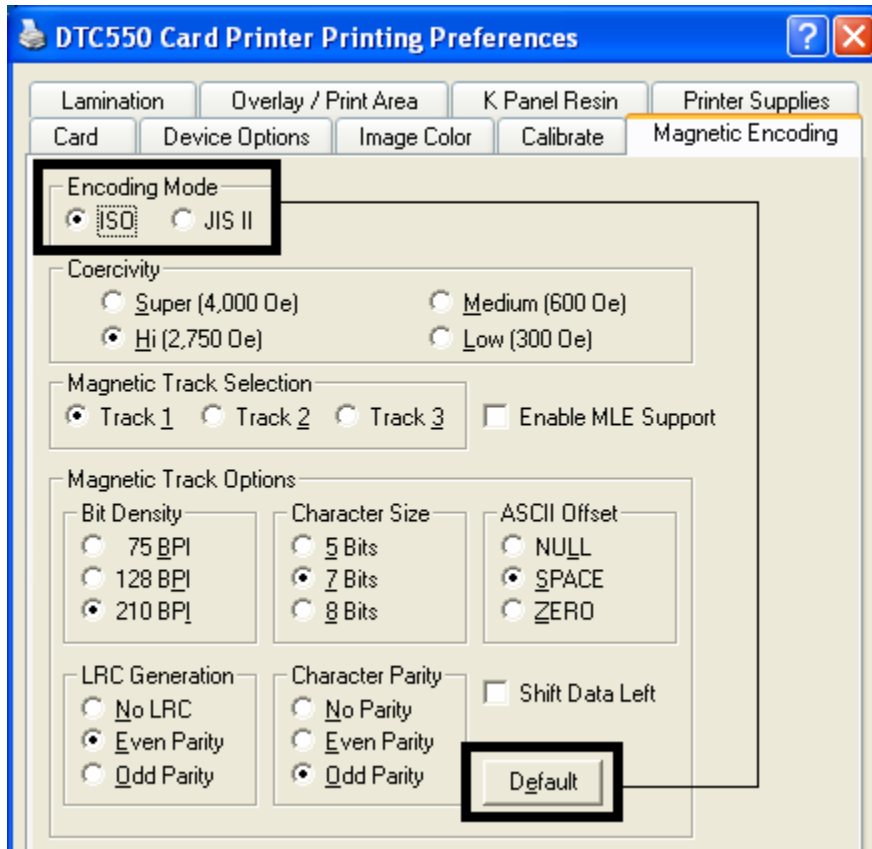 DTC550 Card Printer Printing Preferences
Lamination Overlay / Print Area K Panel Resin Printer Supplies
Card Device Options Image Color Calibrate Magnetic Encoding
Encoding Mode
ISO JIS II
Coercivity
Super (4,000 Oe) Medium (600 Oe)
Hi (2,750 Oe) Low (300 Oe)
Magnetic Track Selection
Track 1 Track 2 Track 3 Enable MLE Support
Magnetic Track Options
Bit Density Character Size ASCII Offset
75 BPI 5 Bits NULL
128 BPI 7 Bits SPACE
210 BPI 8 Bits ZERO
LRC Generation Character Parity Shift Data Left
No LRC No Parity
Even Parity Even Parity
Odd Parity Odd Parity Default